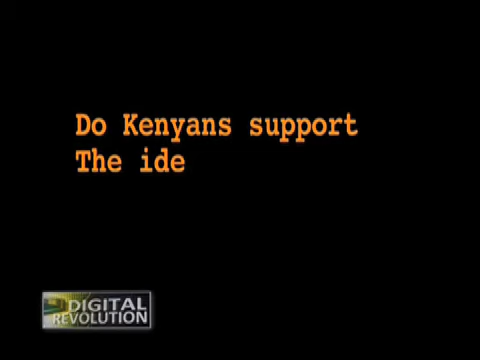 Do Kenyans support
The ide
DIGITAL
REVOLUTION